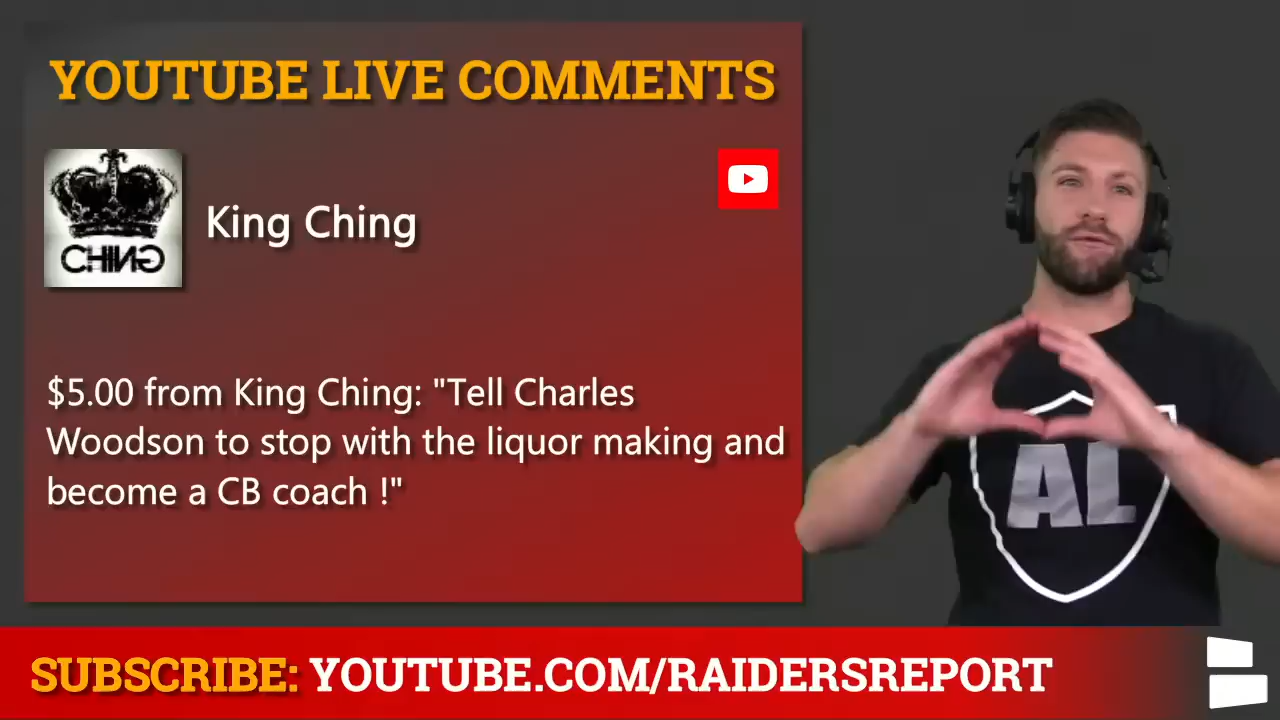 YOUTUBE LIVE COMMENTS
CHING
King Ching
$5.00 from King Ching: "Tell Charles
Woodson to stop with the liquor making and
become a CB coach !"
AL
SUBSCRIBE: YOUTUBE.COM/RAIDERSREPORT